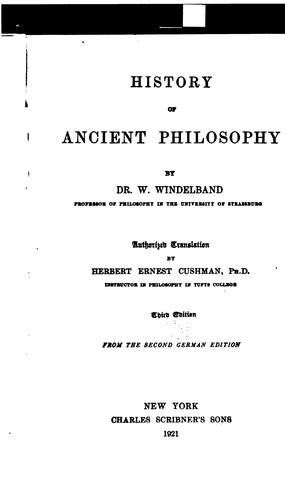 HISTORY
OF
ANCIENT PHILOSOPHY
BY
DR. W. WINDELBAND
PROFESSOR OF PHILOSOPHY IN THE UNIVERSITY OF STRASSBURG
Authorized Translation
BY
HERBERT ERNEST CUSHMAN, PH.D.
INSTRUCTOR IN PHILOSOPHY IN TUFTS COLLEGE
Third Edition
FROM THE SECOND GERMAN EDITION
NEW YORK
CHARLES SCRIBNER'S SONS
1921